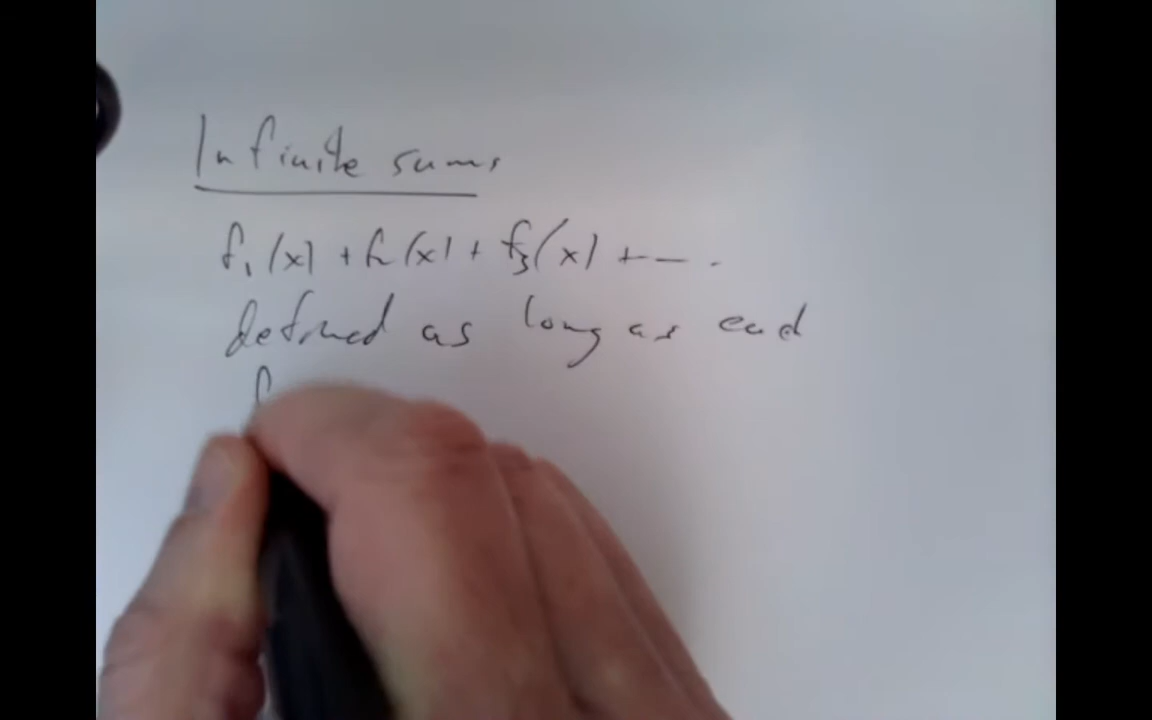 Infinite sums
f₁(x) + f₂(x) + f₃(x) + ...
defined as long as each